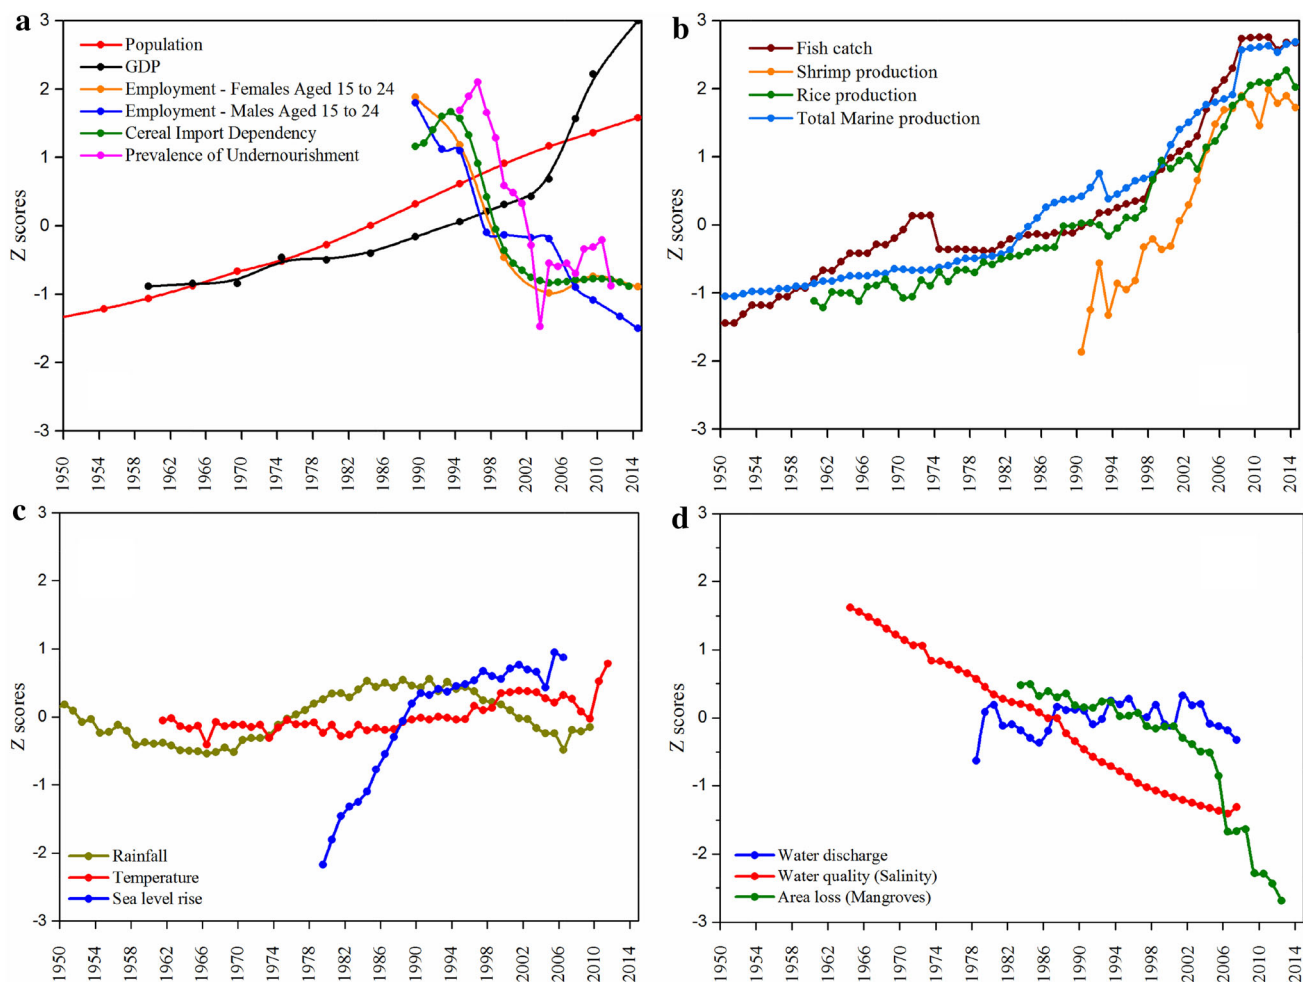 a
3
2
1
0
-1
-2
-3
Z scores
Population
GDP
Employment - Females Aged 15 to 24
Employment - Males Aged 15 to 24
Cereal Import Dependency
Prevalence of Undernourishment
1950 1954 1958 1962 1966 1970 1974 1978 1982 1986 1990 1994 1998 2002 2006 2010 2014
b
3
2
1
0
-1
-2
-3
Z scores
Fish catch
Shrimp production
Rice production
Total Marine production
1950 1954 1958 1962 1966 1970 1974 1978 1982 1986 1990 1994 1998 2002 2006 2010 2014
c
3
2
1
0
-1
-2
-3
Z scores
Rainfall
Temperature
Sea level rise
1950 1954 1958 1962 1966 1970 1974 1978 1982 1986 1990 1994 1998 2002 2006 2010 2014
d
3
2
1
0
-1
-2
-3
Z scores
Water discharge
Water quality (Salinity)
Area loss (Mangroves)
1950 1954 1958 1962 1966 1970 1974 1978 1982 1986 1990 1994 1998 2002 2006 2010 2014